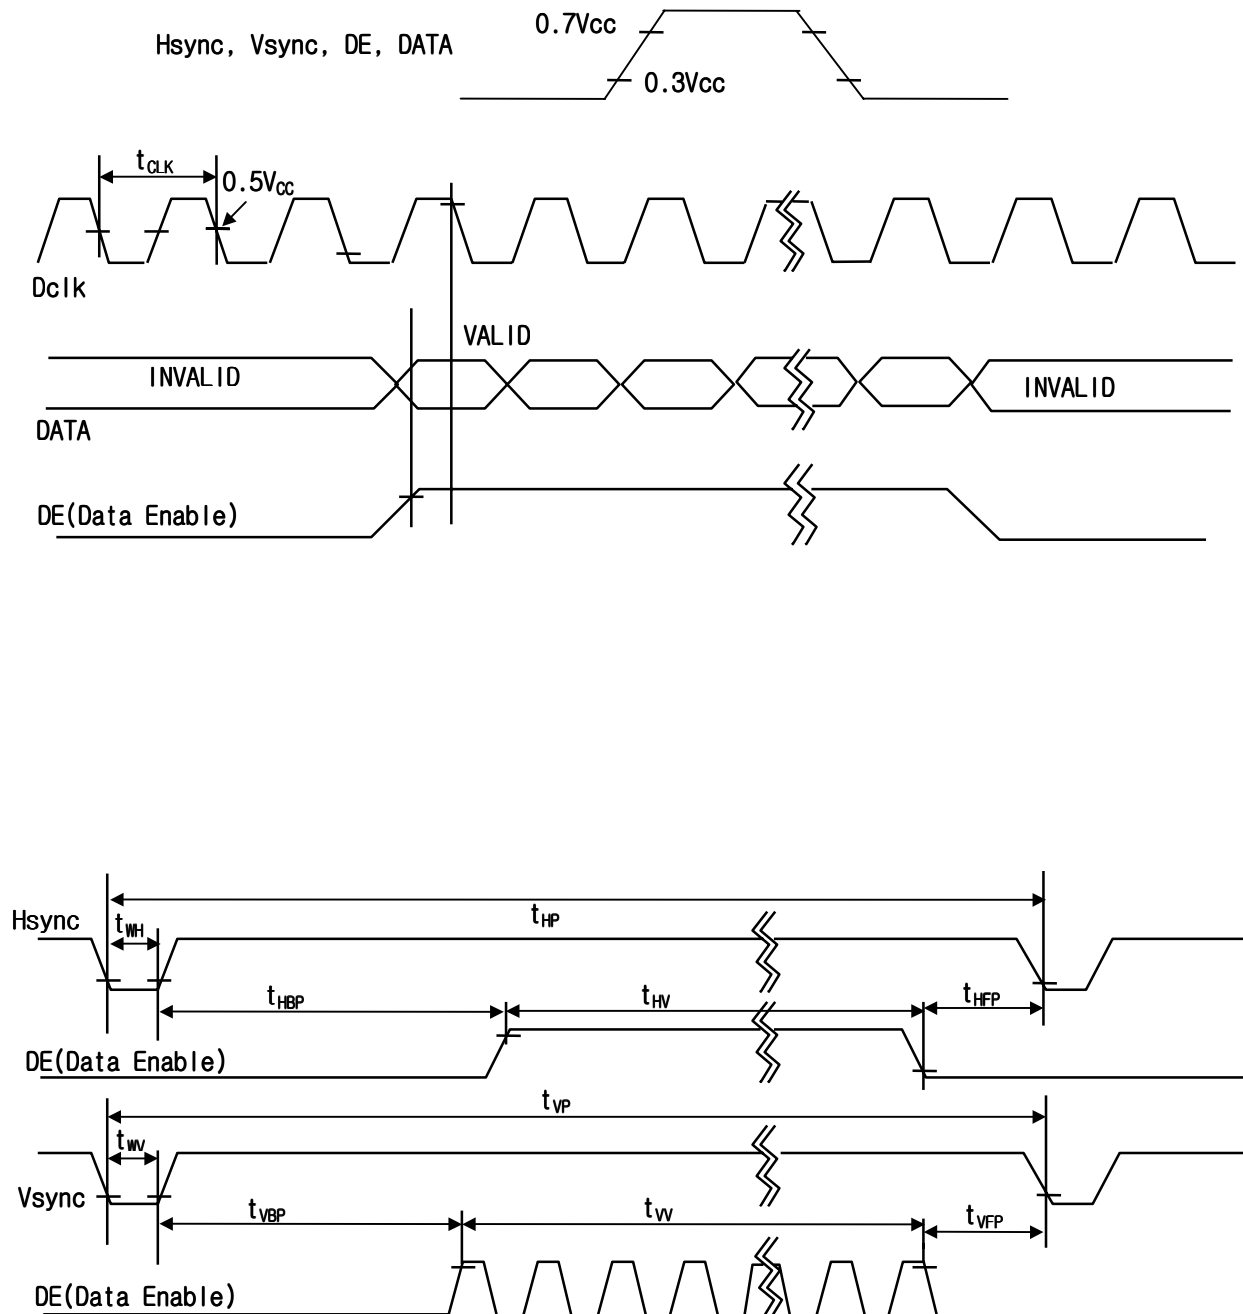 0.7Vcc
Hsync, Vsync, DE, DATA
0.3Vcc
tCLK
0.5VCC
Dclk
VALID
INVALID
INVALID
DATA
DE(Data Enable)
Hsync
tWH
tHP
tHBP
tHV
tHFP
DE(Data Enable)
tVP
tWV
Vsync
tVBP
tVV
tVFP
DE(Data Enable)